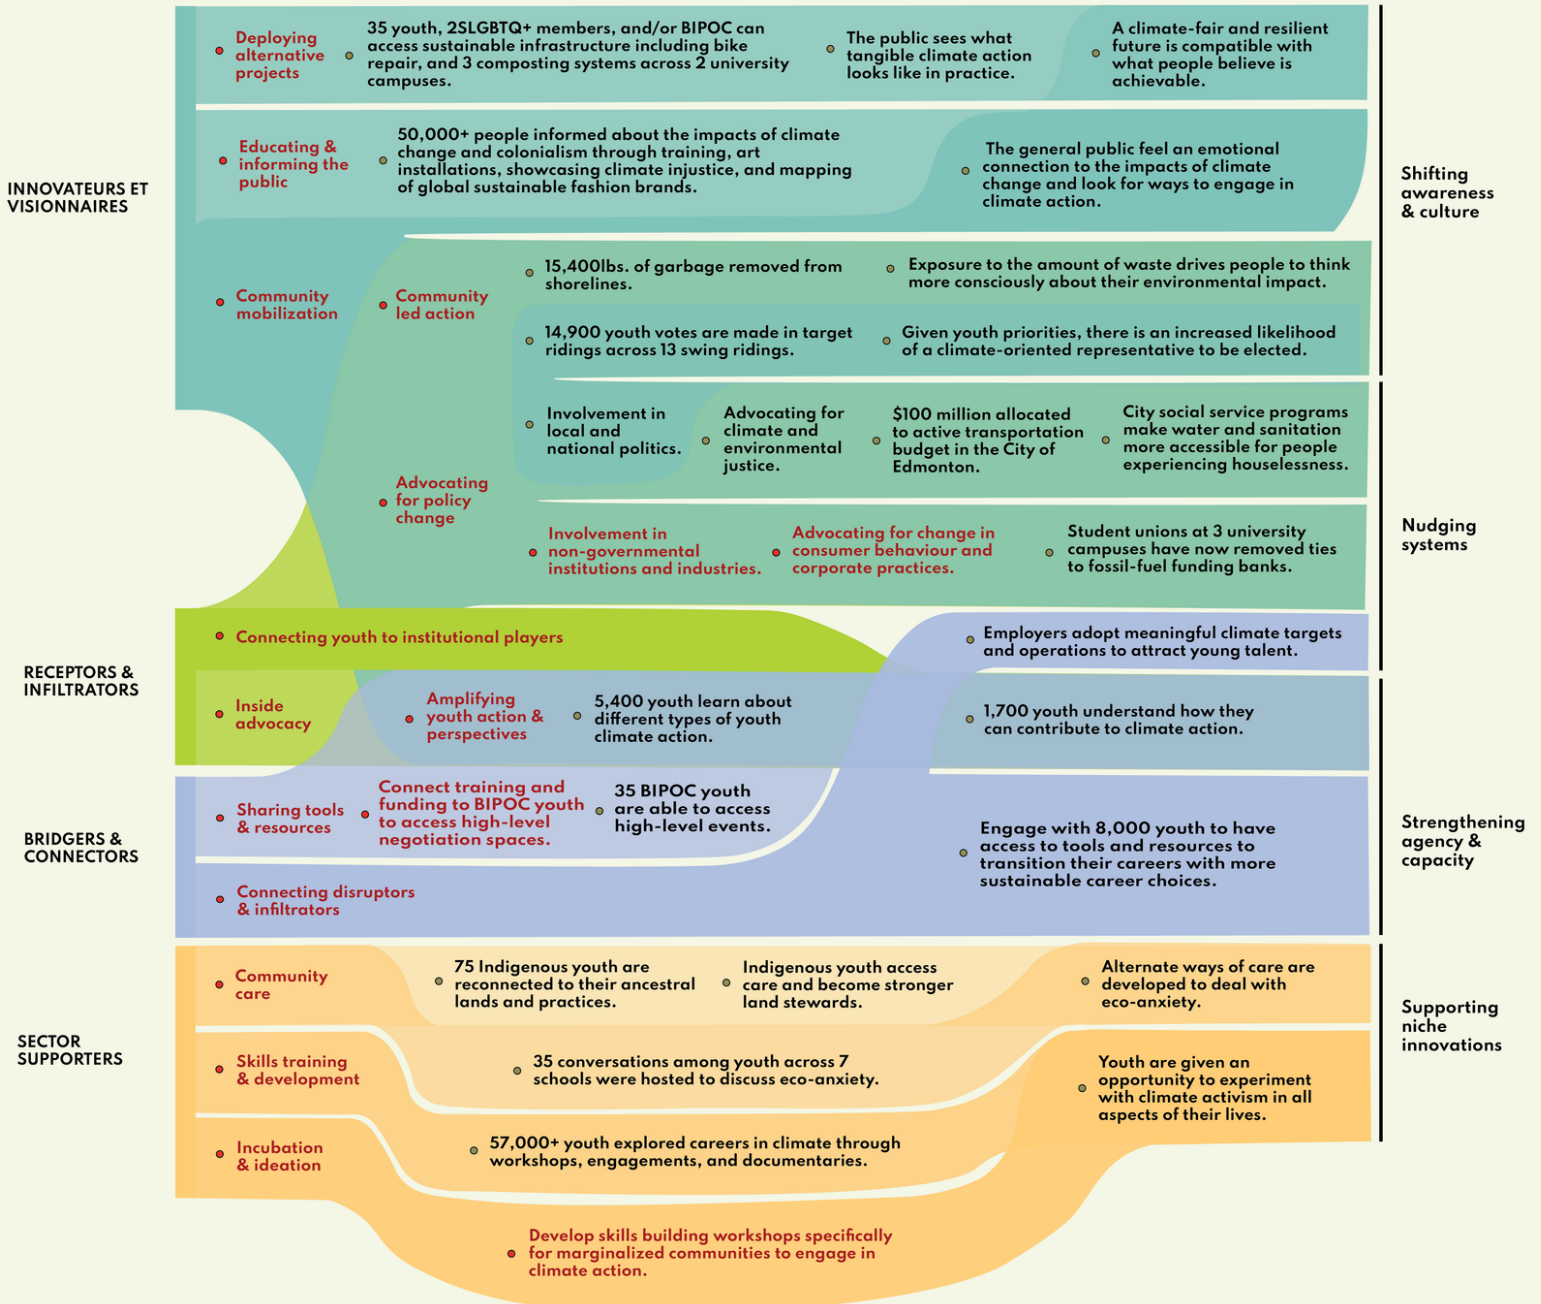 INNOVATEURS ET
VISIONNAIRES
Deploying
alternative
projects
35 youth, 2SLGBTQ+ members, and/or BIPOC can
access sustainable infrastructure including bike
repair, and 3 composting systems across 2 university
campuses.
The public sees what
tangible climate action
looks like in practice.
A climate-fair and resilient
future is compatible with
what people believe is
achievable.
Educating &
informing the
public
50,000+ people informed about the impacts of climate
change and colonialism through training, art
installations, showcasing climate injustice, and mapping
of global sustainable fashion brands.
The general public feel an emotional
connection to the impacts of climate
change and look for ways to engage in
climate action.
Shifting
awareness
& culture
Community
mobilization
Community
led action
15,400lbs. of garbage removed from
shorelines.
Exposure to the amount of waste drives people to think
more consciously about their environmental impact.
14,900 youth votes are made in target
ridings across 13 swing ridings.
Given youth priorities, there is an increased likelihood
of a climate-oriented representative to be elected.
Advocating
for policy
change
Involvement in
local and
national politics.
Advocating for
climate and
environmental
justice.
$100 million allocated
to active transportation
budget in the City of
Edmonton.
City social service programs
make water and sanitation
more accessible for people
experiencing houselessness.
Involvement in
non-governmental
institutions and industries.
Advocating for change in
consumer behaviour and
corporate practices.
Student unions at 3 university
campuses have now removed ties
to fossil-fuel funding banks.
Nudging
systems
RECEPTORS &
INFILTRATORS
Connecting youth to institutional players
Employers adopt meaningful climate targets
and operations to attract young talent.
Inside
advocacy
Amplifying
youth action &
perspectives
5,400 youth learn about
different types of youth
climate action.
1,700 youth understand how they
can contribute to climate action.
BRIDGERS &
CONNECTORS
Sharing tools
& resources
Connect training and
funding to BIPOC youth
to access high-level
negotiation spaces.
35 BIPOC youth
are able to access
high-level events.
Connecting disruptors
& infiltrators
Engage with 8,000 youth to have
access to tools and resources to
transition their careers with more
sustainable career choices.
Strengthening
agency &
capacity
SECTOR
SUPPORTERS
Community
care
75 Indigenous youth are
reconnected to their ancestral
lands and practices.
Indigenous youth access
care and become stronger
land stewards.
Alternate ways of care are
developed to deal with
eco-anxiety.
Skills training
& development
35 conversations among youth across 7
schools were hosted to discuss eco-anxiety.
Youth are given an
opportunity to experiment
with climate activism in all
aspects of their lives.
Incubation
& ideation
57,000+ youth explored careers in climate through
workshops, engagements, and documentaries.
Develop skills building workshops specifically
for marginalized communities to engage in
climate action.
Supporting
niche
innovations